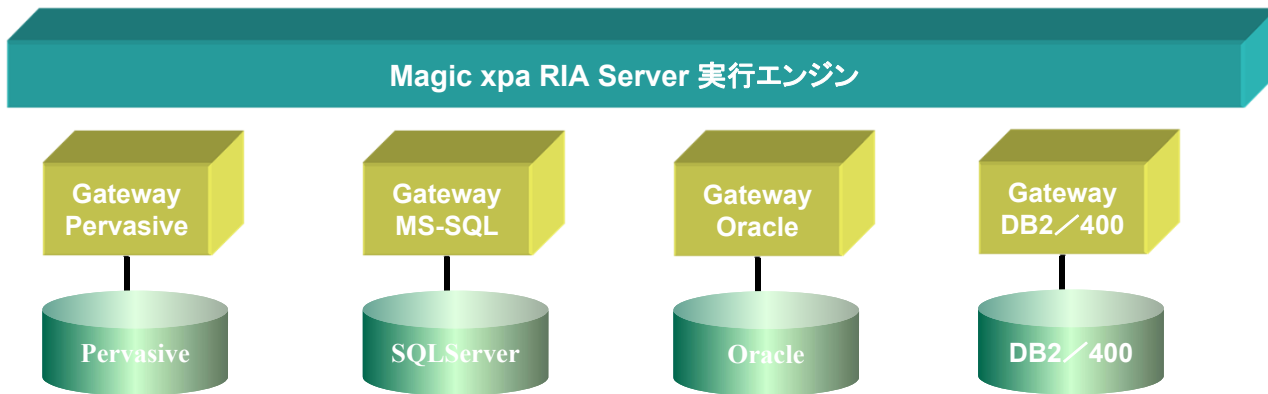 Magic xpa RIA Server 実行エンジン
Gateway
Pervasive
Gateway
MS-SQL
Gateway
Oracle
Gateway
DB2／400
Pervasive
SQLServer
Oracle
DB2／400